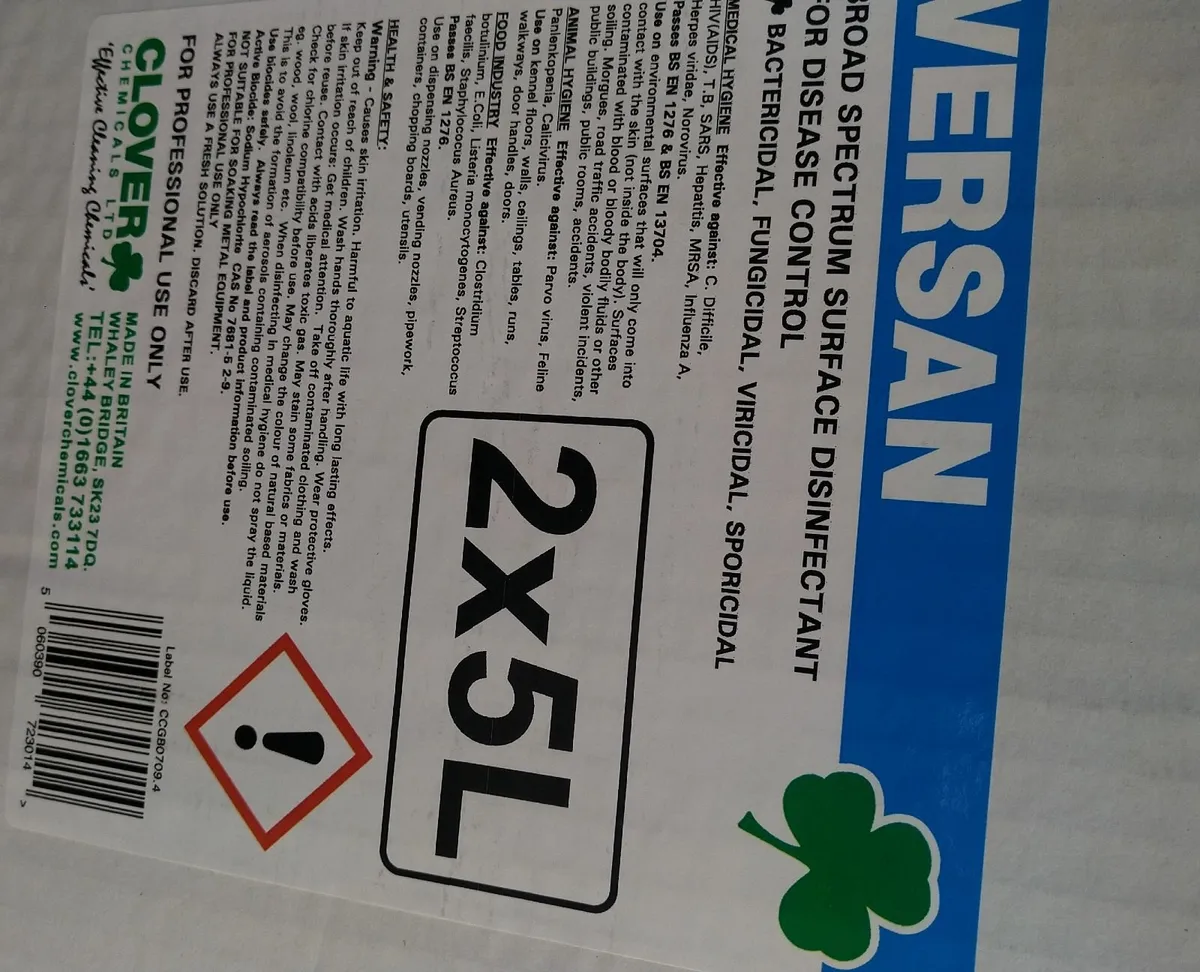 VERSAN
BROAD SPECTRUM SURFACE DISINFECTANT
FOR DISEASE CONTROL
BACTERICIDAL, FUNGICIDAL, VIRICIDAL, SPORICIDAL
MEDICAL HYGIENE Effective against: C. Difficile,
HIV(AIDS), T.B, SARS, Hepatitis, MRSA, Influenza A,
Herpes viridae, Norovirus.
Passes BS EN 1276 & BS EN 13704.
Use on environmental surfaces that will only come into
contact with the skin (not inside the body). Surfaces
contaminated with blood or bloody bodily fluids or other
soiling. Morgues, road traffic accidents, violent incidents,
public buildings, public rooms, accidents.
ANIMAL HYGIENE Effective against: Parvo virus, Feline
Panlenkopenia, Calicivirus.
Use on kennel floors, walls, ceilings, tables, runs,
walkways, door handles, doors.
FOOD INDUSTRY Effective against: Clostridium
botulinium, E.Coli, Listeria monocytogenes, Streptococus
faecilis, Staphylococus Aureus.
Passes BS EN 1276.
Use on dispensing nozzles, vending nozzles, pipework,
containers, chopping boards, utensils.
2x5L
HEALTH & SAFETY:
Warning - Causes skin irritation. Harmful to aquatic life with long lasting effects.
Keep out of reach of children. Wash hands thoroughly after handling. Wear protective gloves.
If skin irritation occurs: Get medical attention. Take off contaminated clothing and wash
before reuse. Contact with acids liberates toxic gas. May stain some fabrics or materials.
Check for chlorine compatibility before use. May change the colour of natural based materials
eg. wood, wool, linoleum etc. When disinfecting in medical hygiene do not spray the liquid.
This is to avoid the formation of aerosols containing contaminated soiling.
Use biocides safely. Always read the label and product information before use.
Active Biocide: Sodium Hypochlorite CAS No 7681-5 2-9.
NOT SUITABLE FOR SOAKING METAL EQUIPMENT.
FOR PROFESSIONAL USE ONLY
ALWAYS USE A FRESH SOLUTION. DISCARD AFTER USE.
FOR PROFESSIONAL USE ONLY
CLOVER
CHEMICALS LTD
'Effective Cleaning Chemicals'
MADE IN BRITAIN
WHALEY BRIDGE, SK23 7DQ.
TEL:+44 (0)1663 733114
www.cloverchemicals.com
Label No: CCGB0709.4
5 060390 723014 >